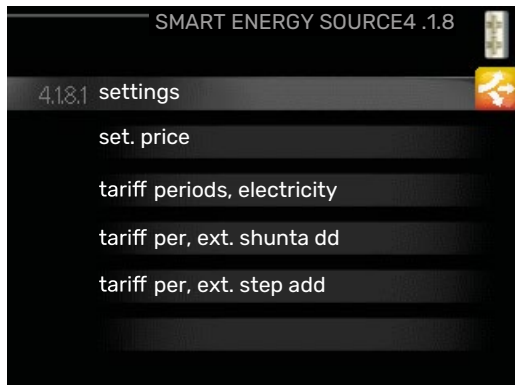 SMART ENERGY SOURCE4 .1.8
4.1.8.1 settings
set. price
tariff periods, electricity
tariff per, ext. shunta dd
tariff per, ext. step add